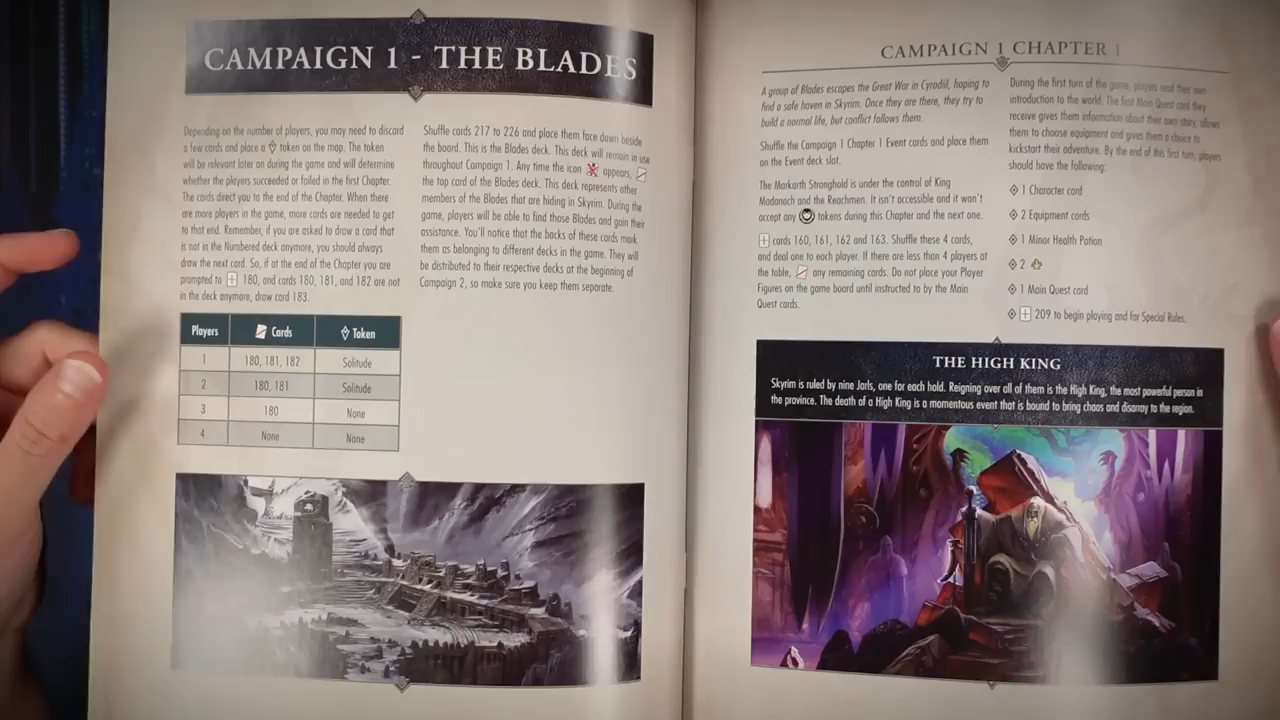 CAMPAIGN 1 - THE BLADES
Depending on the number of players, you may need to discard
a few cards and place a token on the map. The token
will be relevant later on during the game and will determine
whether the players succeeded or failed in the first Chapter.
The cards direct you to the end of the Chapter. When there
are more players in the game, more cards are needed to get
to that end. Remember, if you are asked to draw a card that
is not in the Numbered deck anymore, you should always
draw the next card. So, if at the end of the Chapter you are
prompted to 180, and cards 180, 181, and 182 are not
in the deck anymore, draw card 183.
Players Cards Token
1 180, 181, 182 Solitude
2 180, 181 Solitude
3 180 None
4 None None
Shuffle cards 217 to 226 and place them face down beside
the board. This is the Blades deck. This deck will remain in use
throughout Campaign 1. Any time the icon appears,
the top card of the Blades deck. This deck represents other
members of the Blades that are hiding in Skyrim. During the
game, players will be able to find those Blades and gain their
assistance. You'll notice that the backs of these cards mark
them as belonging to different decks in the game. They will
be distributed to their respective decks at the beginning of
Campaign 2, so make sure you keep them separate.
CAMPAIGN 1 CHAPTER 1
A group of Blades escapes the Great War in Cyrodiil, hoping to
find a safe haven in Skyrim. Once they are there, they try to
build a normal life, but conflict follows them.
Shuffle the Campaign 1 Chapter 1 Event cards and place them
on the Event deck slot.
The Markarth Stronghold is under the control of King
Madanach and the Reachmen. It isn't accessible and it won't
accept any tokens during this Chapter and the next one.
cards 160, 161, 162 and 163. Shuffle these 4 cards,
and deal one to each player. If there are less than 4 players at
the table, any remaining cards. Do not place your Player
Figures on the game board until instructed to by the Main
Quest cards.
During the first turn of the game, players read their own
introduction to the world. The first Main Quest card they
receive gives them information about their own story, allows
them to choose equipment and gives them a choice to
kickstart their adventure. By the end of this first turn, players
should have the following:
1 Character card
2 Equipment cards
1 Minor Health Potion
2
1 Main Quest card
209 to begin playing and for Special Rules.
THE HIGH KING
Skyrim is ruled by nine Jarls, one for each hold. Reigning over all of them is the High King, the most powerful person in
the province. The death of a High King is a momentous event that is bound to bring chaos and disarray to the region.